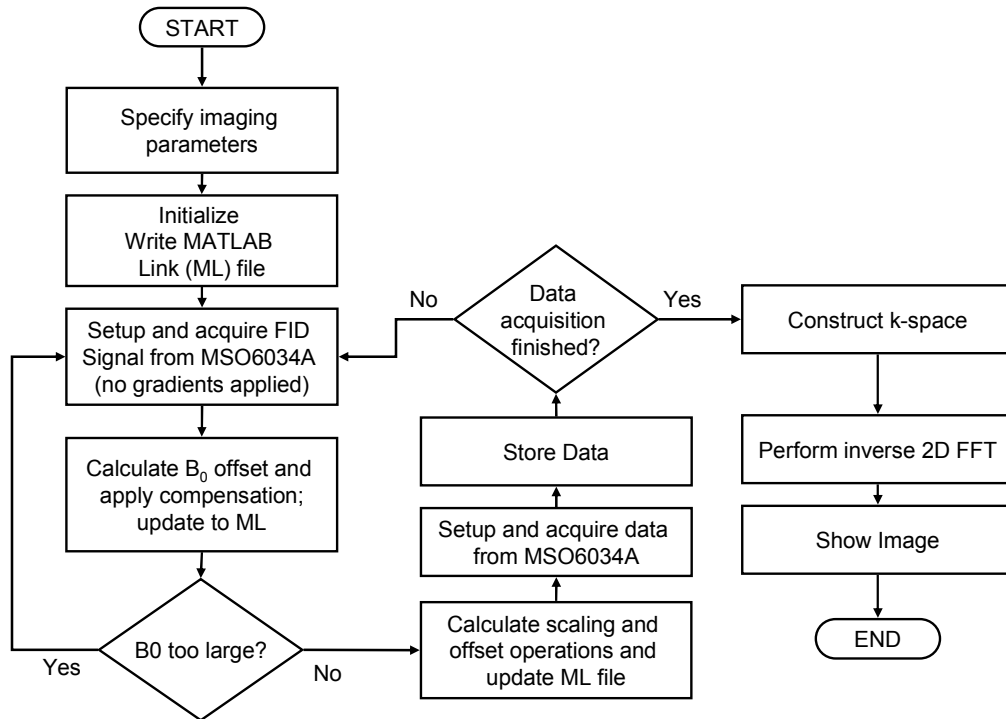 START
Specify imaging
parameters
Initialize
Write MATLAB
Link (ML) file
Setup and acquire FID
Signal from MSO6034A
(no gradients applied)
Calculate B₀ offset and
apply compensation;
update to ML
B0 too large?
Yes
No
Calculate scaling and
offset operations and
update ML file
Setup and acquire data
from MSO6034A
Store Data
Data
acquisition
finished?
No
Yes
Construct k-space
Perform inverse 2D FFT
Show Image
END